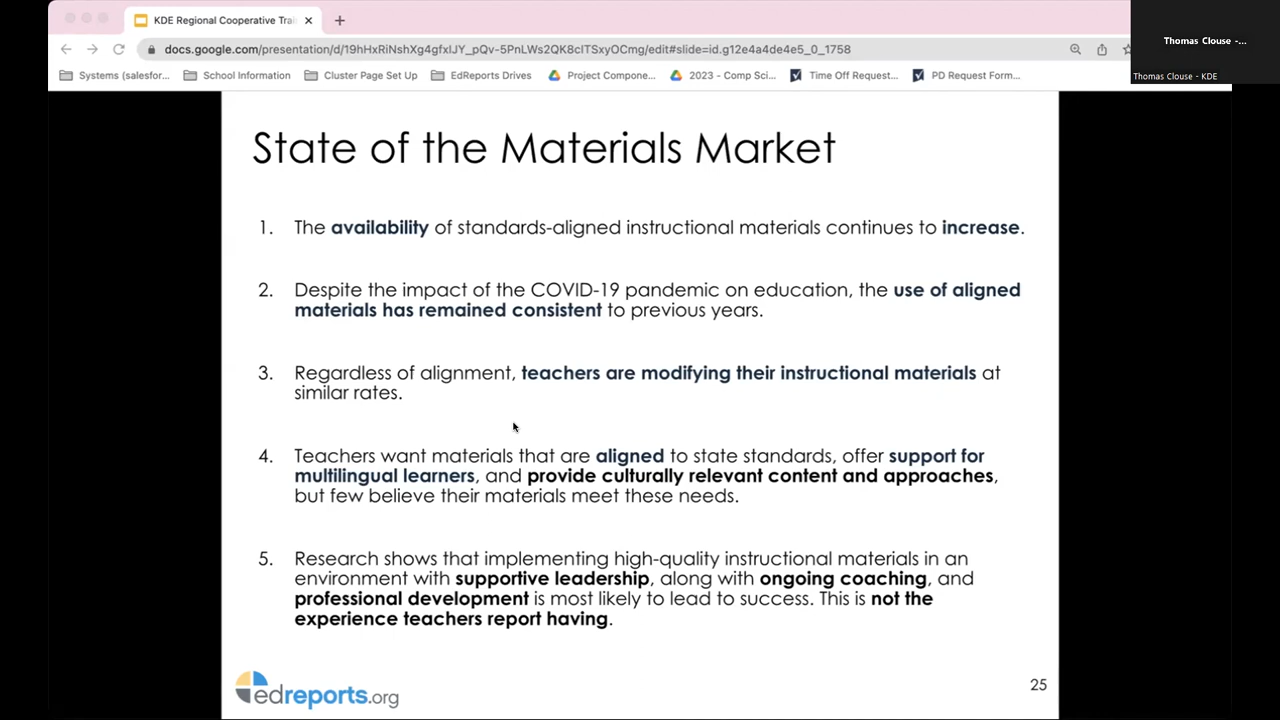 KDE Regional Cooperative Trai
docs.google.com/presentation/d/19hHxRiNshXg4gfxlJY_pQv-5PnLWs2QK8clTSxyOCmg/edit#slide=id.g12e4a4de4e5_0_1758
Thomas Clouse -...
Thomas Clouse - KDE
Systems (salesfor... School Information Cluster Page Set Up EdReports Drives Project Compone... 2023 - Comp Sci... Time Off Request... PD Request Form...
State of the Materials Market
1. The availability of standards-aligned instructional materials continues to increase.
2. Despite the impact of the COVID-19 pandemic on education, the use of aligned
materials has remained consistent to previous years.
3. Regardless of alignment, teachers are modifying their instructional materials at
similar rates.
4. Teachers want materials that are aligned to state standards, offer support for
multilingual learners, and provide culturally relevant content and approaches,
but few believe their materials meet these needs.
5. Research shows that implementing high-quality instructional materials in an
environment with supportive leadership, along with ongoing coaching, and
professional development is most likely to lead to success. This is not the
experience teachers report having.
edreports.org
25